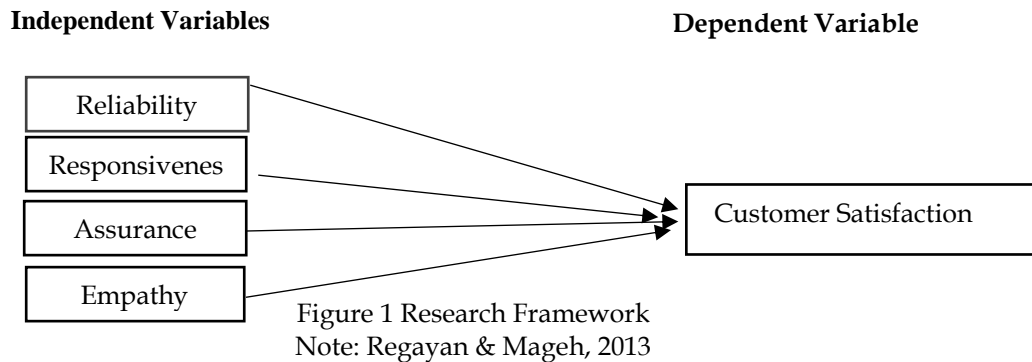 Independent Variables
Dependent Variable
Reliability
Responsivenes
Assurance
Empathy
Customer Satisfaction
Figure 1 Research Framework
Note: Regayan & Mageh, 2013